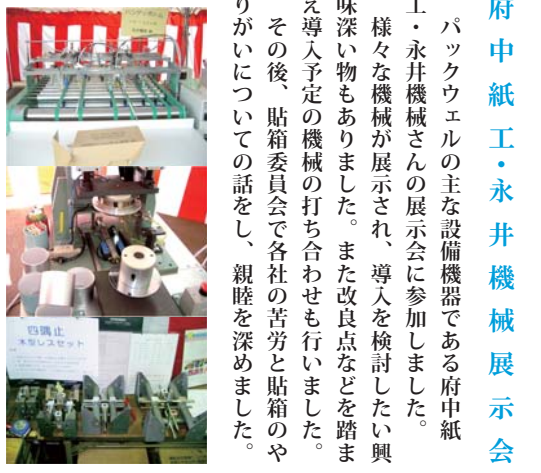 府中紙工・永井機械展示会
パックウェルの主な設備機器である府中紙
工・永井機械さんの展示会に参加しました。
様々な機械が展示され、導入を検討したい興
味深い物もありました。また改良点などを踏ま
え導入予定の機械の打ち合わせも行いました。
その後、貼箱委員会で各社の苦労と貼箱のや
りがいについての話をし、親睦を深めました。
四隅止
木型レスセット